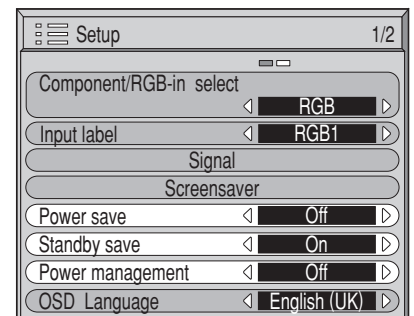 Setup 1/2
Component/RGB-in select
RGB
Input label RGB1
Signal
Screensaver
Power save Off
Standby save On
Power management Off
OSD Language English (UK)